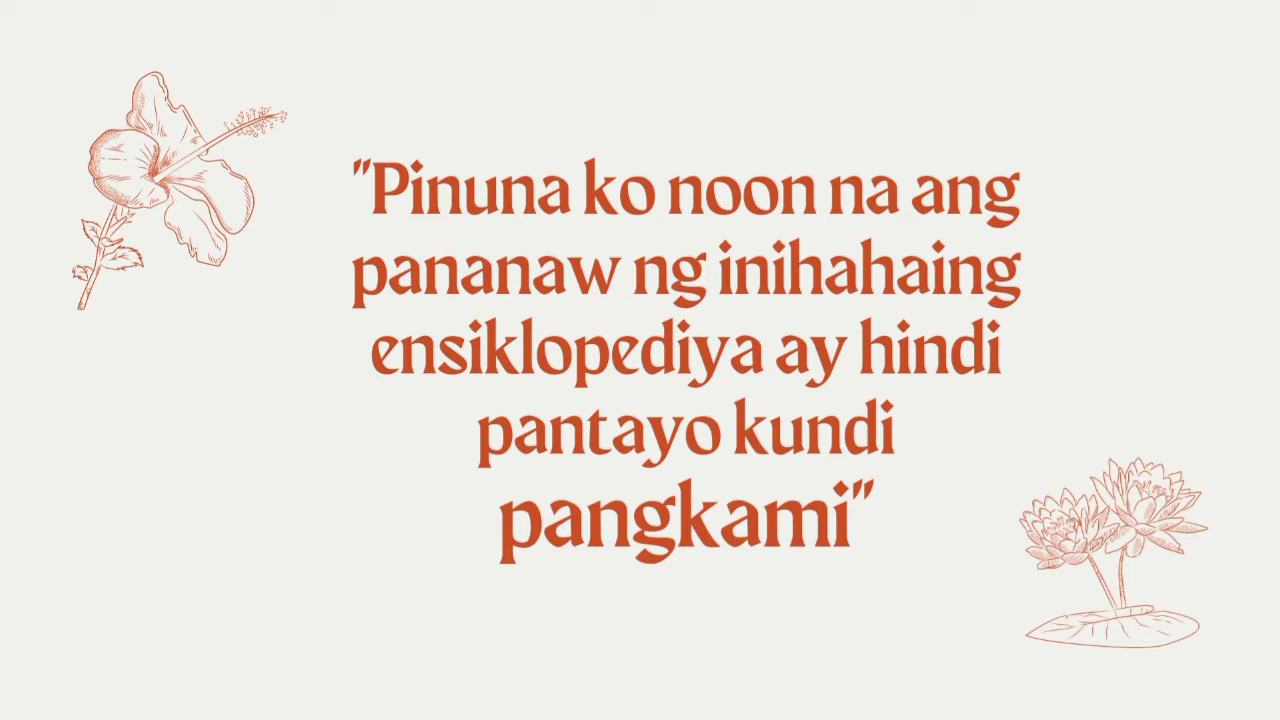 "Pinuna ko noon na ang
pananaw ng inihahaing
ensiklopediya ay hindi
pantayo kundi
pangkami"